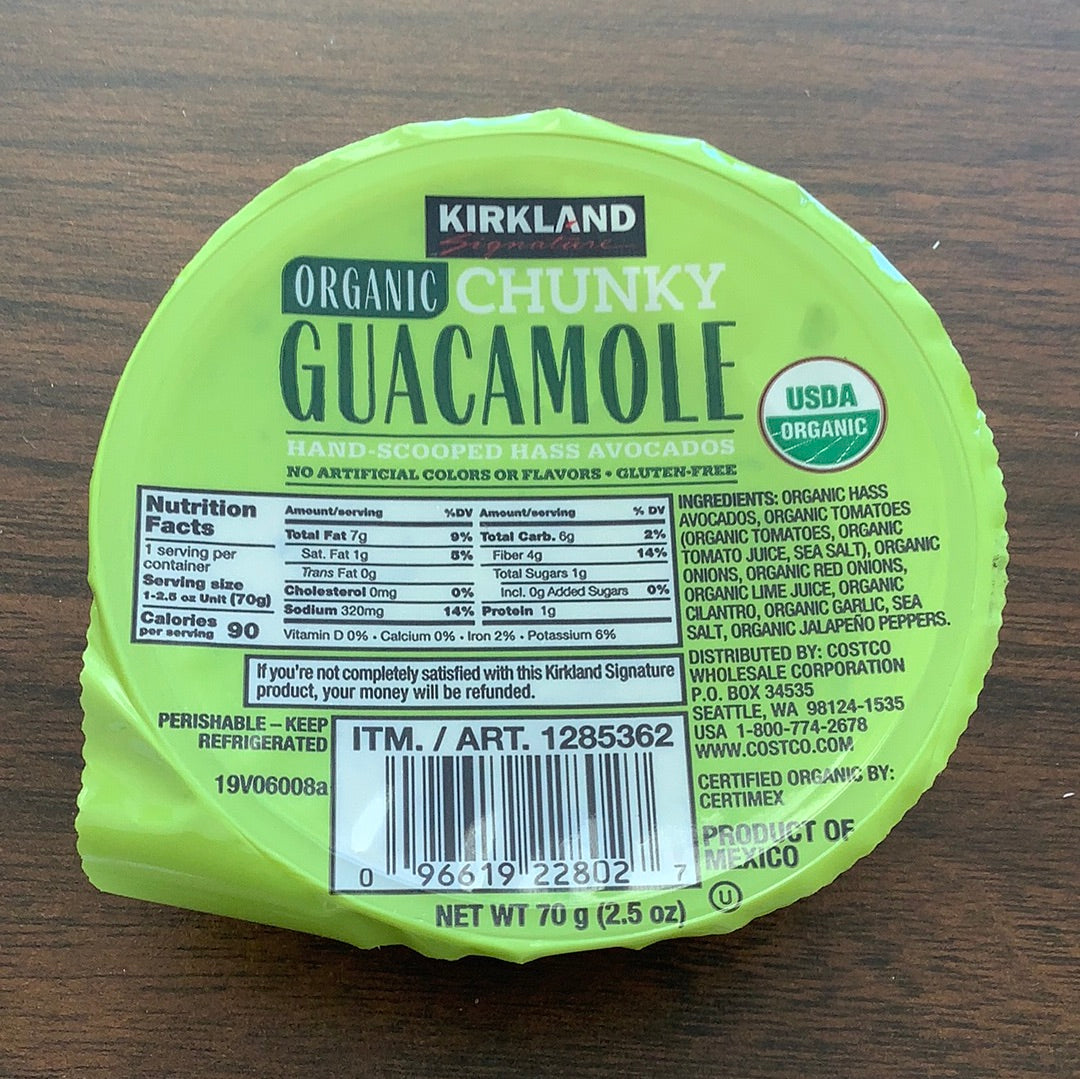 KIRKLAND
Signature
ORGANIC CHUNKY
GUACAMOLE
HAND-SCOOPED HASS AVOCADOS
NO ARTIFICIAL COLORS OR FLAVORS • GLUTEN-FREE
USDA
ORGANIC
Nutrition
Facts
1 serving per
container
Serving size
1-2.5 oz Unit (70g)
Calories
per serving 90
Amount/serving %DV
Total Fat 7g 9%
Sat. Fat 1g 5%
Trans Fat 0g
Cholesterol 0mg 0%
Sodium 320mg 14%
Amount/serving % DV
Total Carb. 6g 2%
Fiber 4g 14%
Total Sugars 1g
Incl. 0g Added Sugars 0%
Protein 1g
Vitamin D 0% • Calcium 0% • Iron 2% • Potassium 6%
INGREDIENTS: ORGANIC HASS
AVOCADOS, ORGANIC TOMATOES
(ORGANIC TOMATOES, ORGANIC
TOMATO JUICE, SEA SALT), ORGANIC
ONIONS, ORGANIC RED ONIONS,
ORGANIC LIME JUICE, ORGANIC
CILANTRO, ORGANIC GARLIC, SEA
SALT, ORGANIC JALAPEÑO PEPPERS.
If you're not completely satisfied with this Kirkland Signature
product, your money will be refunded.
DISTRIBUTED BY: COSTCO
WHOLESALE CORPORATION
P.O. BOX 34535
SEATTLE, WA 98124-1535
USA 1-800-774-2678
WWW.COSTCO.COM
PERISHABLE – KEEP
REFRIGERATED
19V06008a
ITM. / ART. 1285362
0 96619 22802 7
CERTIFIED ORGANIC BY:
CERTIMEX
PRODUCT OF
MEXICO
U
NET WT 70 g (2.5 oz)